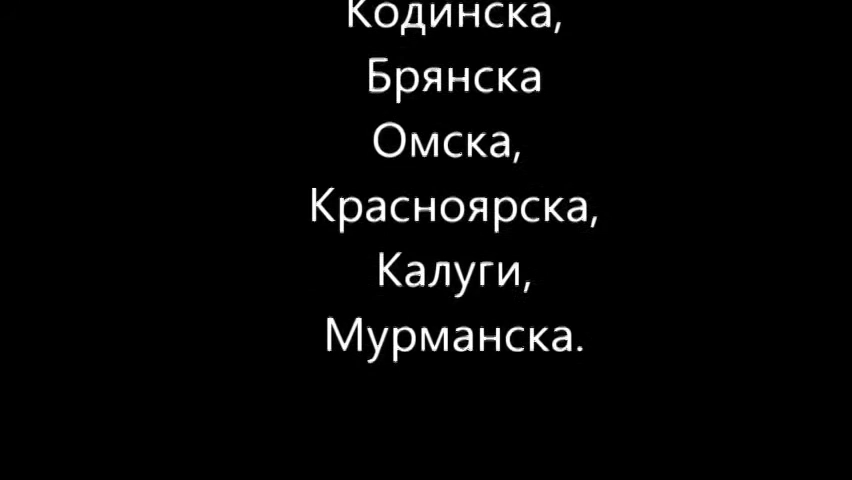 Кодинска,
Брянска
Омска,
Красноярска,
Калуги,
Мурманска.